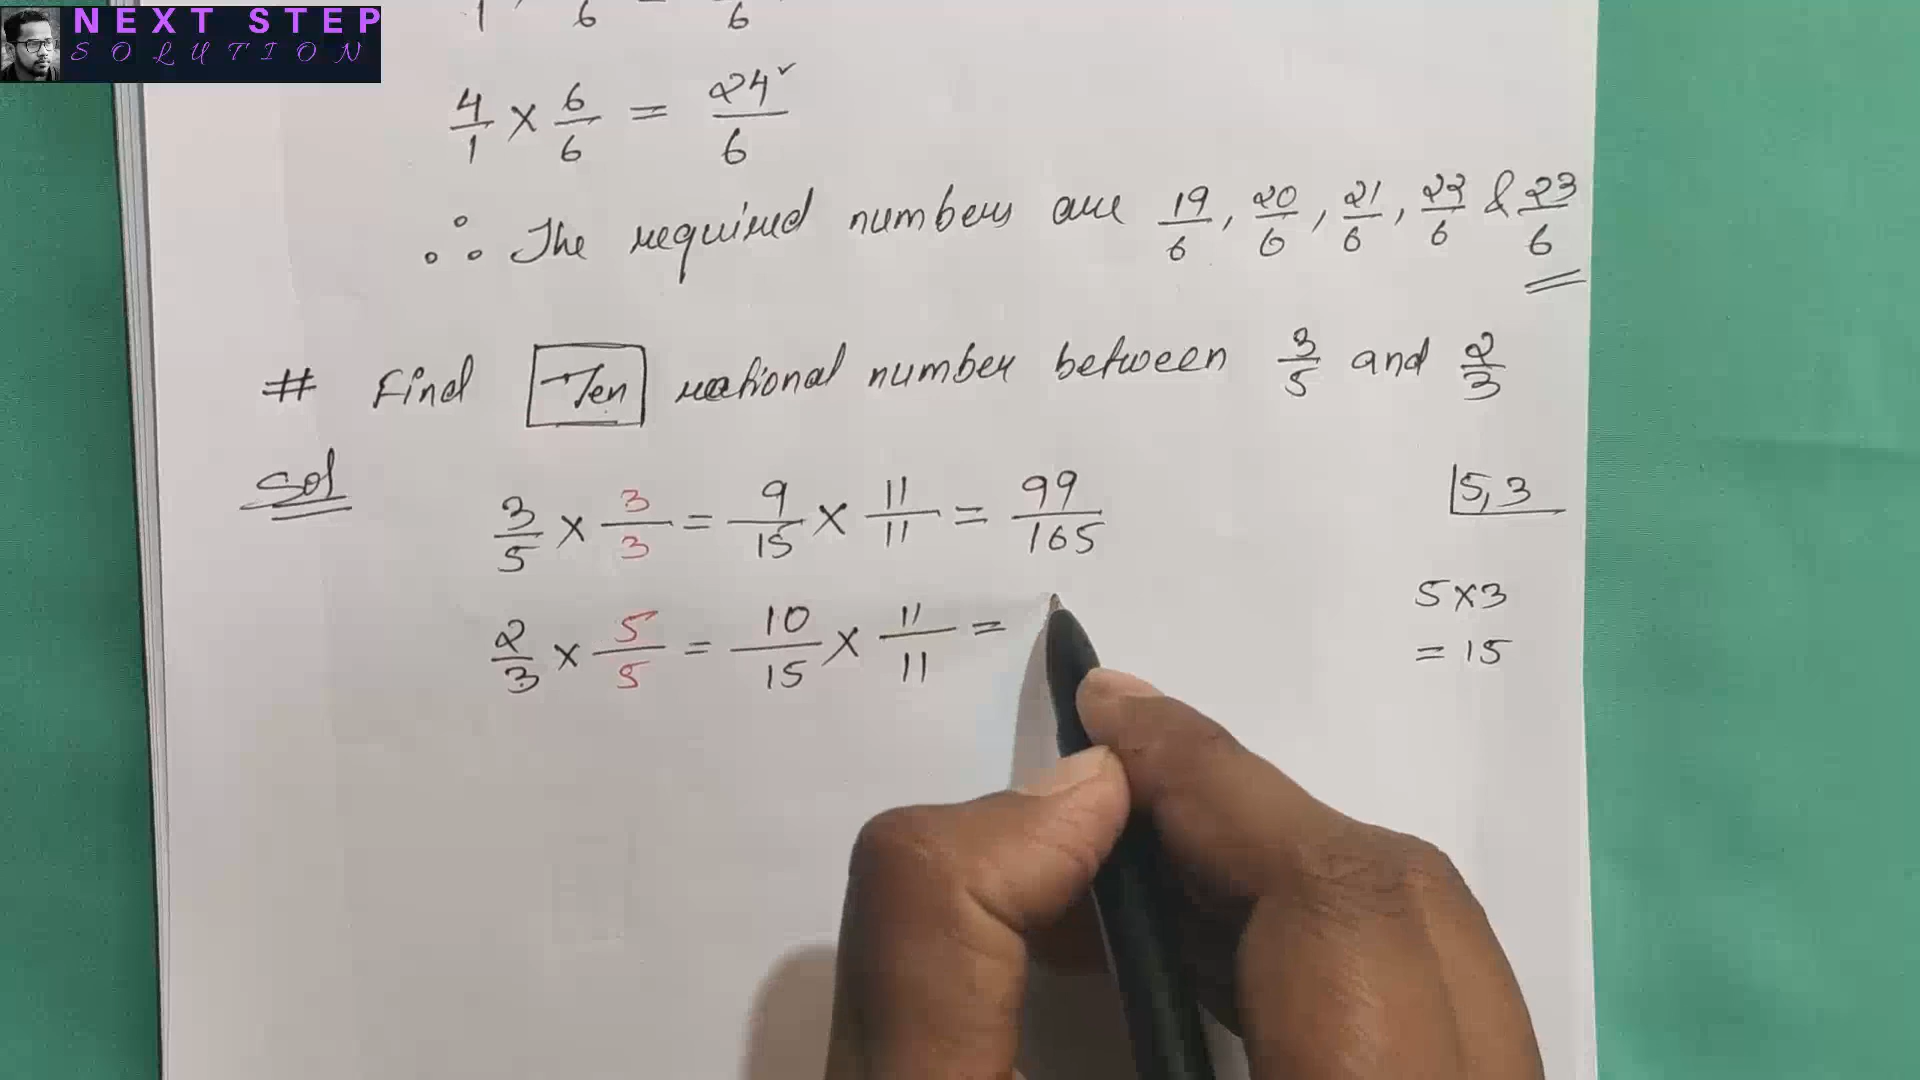 NEXT STEP
SOLUTION
1 6 6
4/1 × 6/6 = 24/6 ✓
∴ The required numbers are 19/6, 20/6, 21/6, 22/6 & 23/6
# Find Ten rational number between 3/5 and 2/3
Sol
3/5 × 3/3 = 9/15 × 11/11 = 99/165
2/3 × 5/5 = 10/15 × 11/11 =
5,3
5×3
= 15